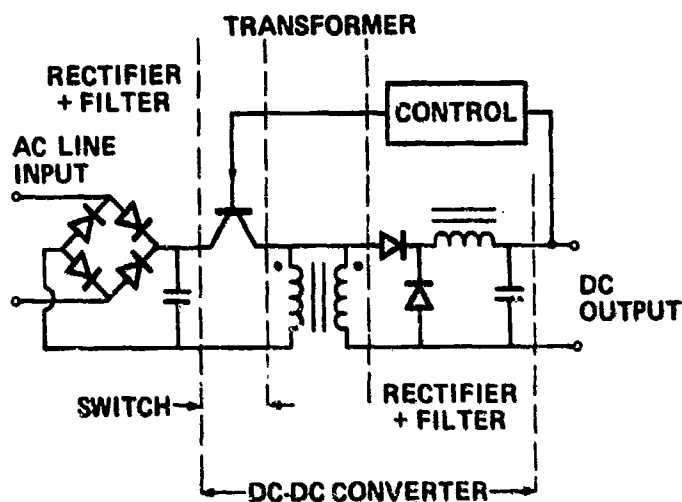 TRANSFORMER
RECTIFIER
+ FILTER
CONTROL
AC LINE
INPUT
DC
OUTPUT
SWITCH
RECTIFIER
+ FILTER
DC-DC CONVERTER